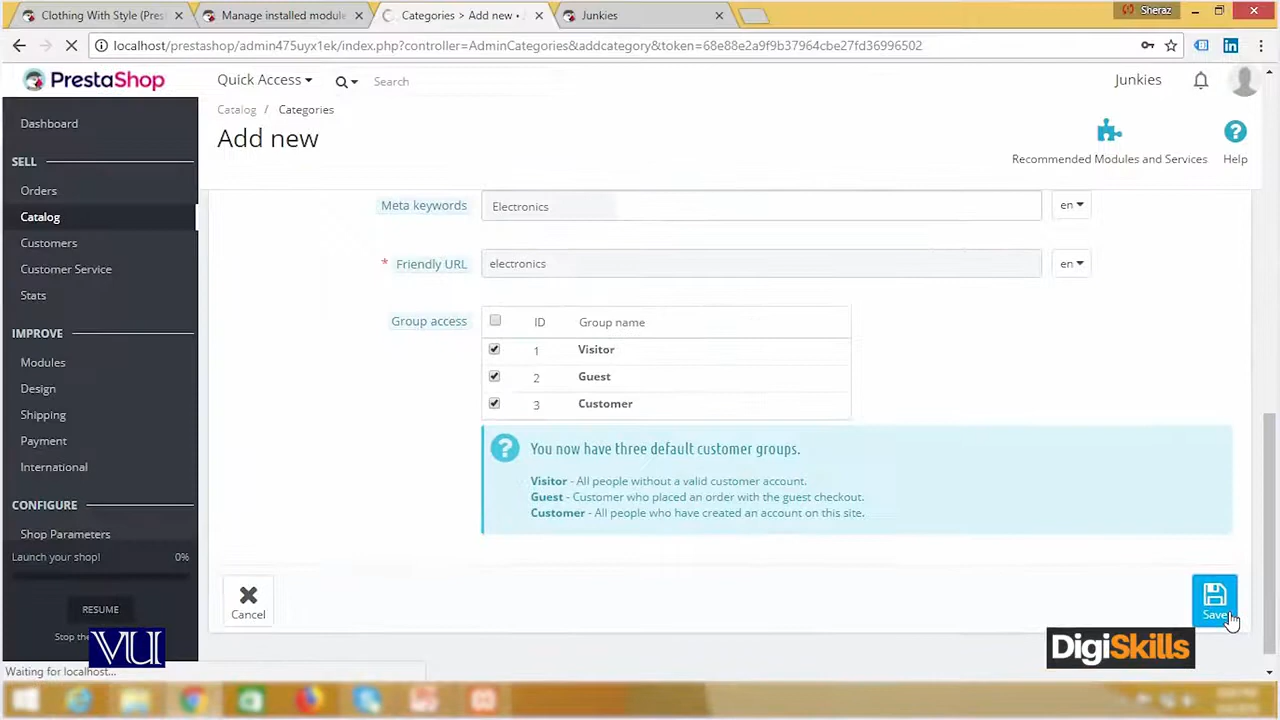 Clothing With Style (Prest
Manage installed module
Categories > Add new •
Junkies
Sheraz
localhost/prestashop/admin475uyx1ek/index.php?controller=AdminCategories&addcategory&token=68e88e2a9f9b37964cbe27fd36996502
PrestaShop
Quick Access
Search
Junkies
Catalog / Categories
Add new
Recommended Modules and Services
Help
Dashboard
SELL
Orders
Catalog
Customers
Customer Service
Stats
IMPROVE
Modules
Design
Shipping
Payment
International
CONFIGURE
Shop Parameters
Launch your shop! 0%
RESUME
Stop the
Meta keywords Electronics en
* Friendly URL electronics en
Group access
ID Group name
1 Visitor
2 Guest
3 Customer
You now have three default customer groups.
Visitor - All people without a valid customer account.
Guest - Customer who placed an order with the guest checkout.
Customer - All people who have created an account on this site.
Cancel
Save
VU
DigiSkills
Waiting for localhost...